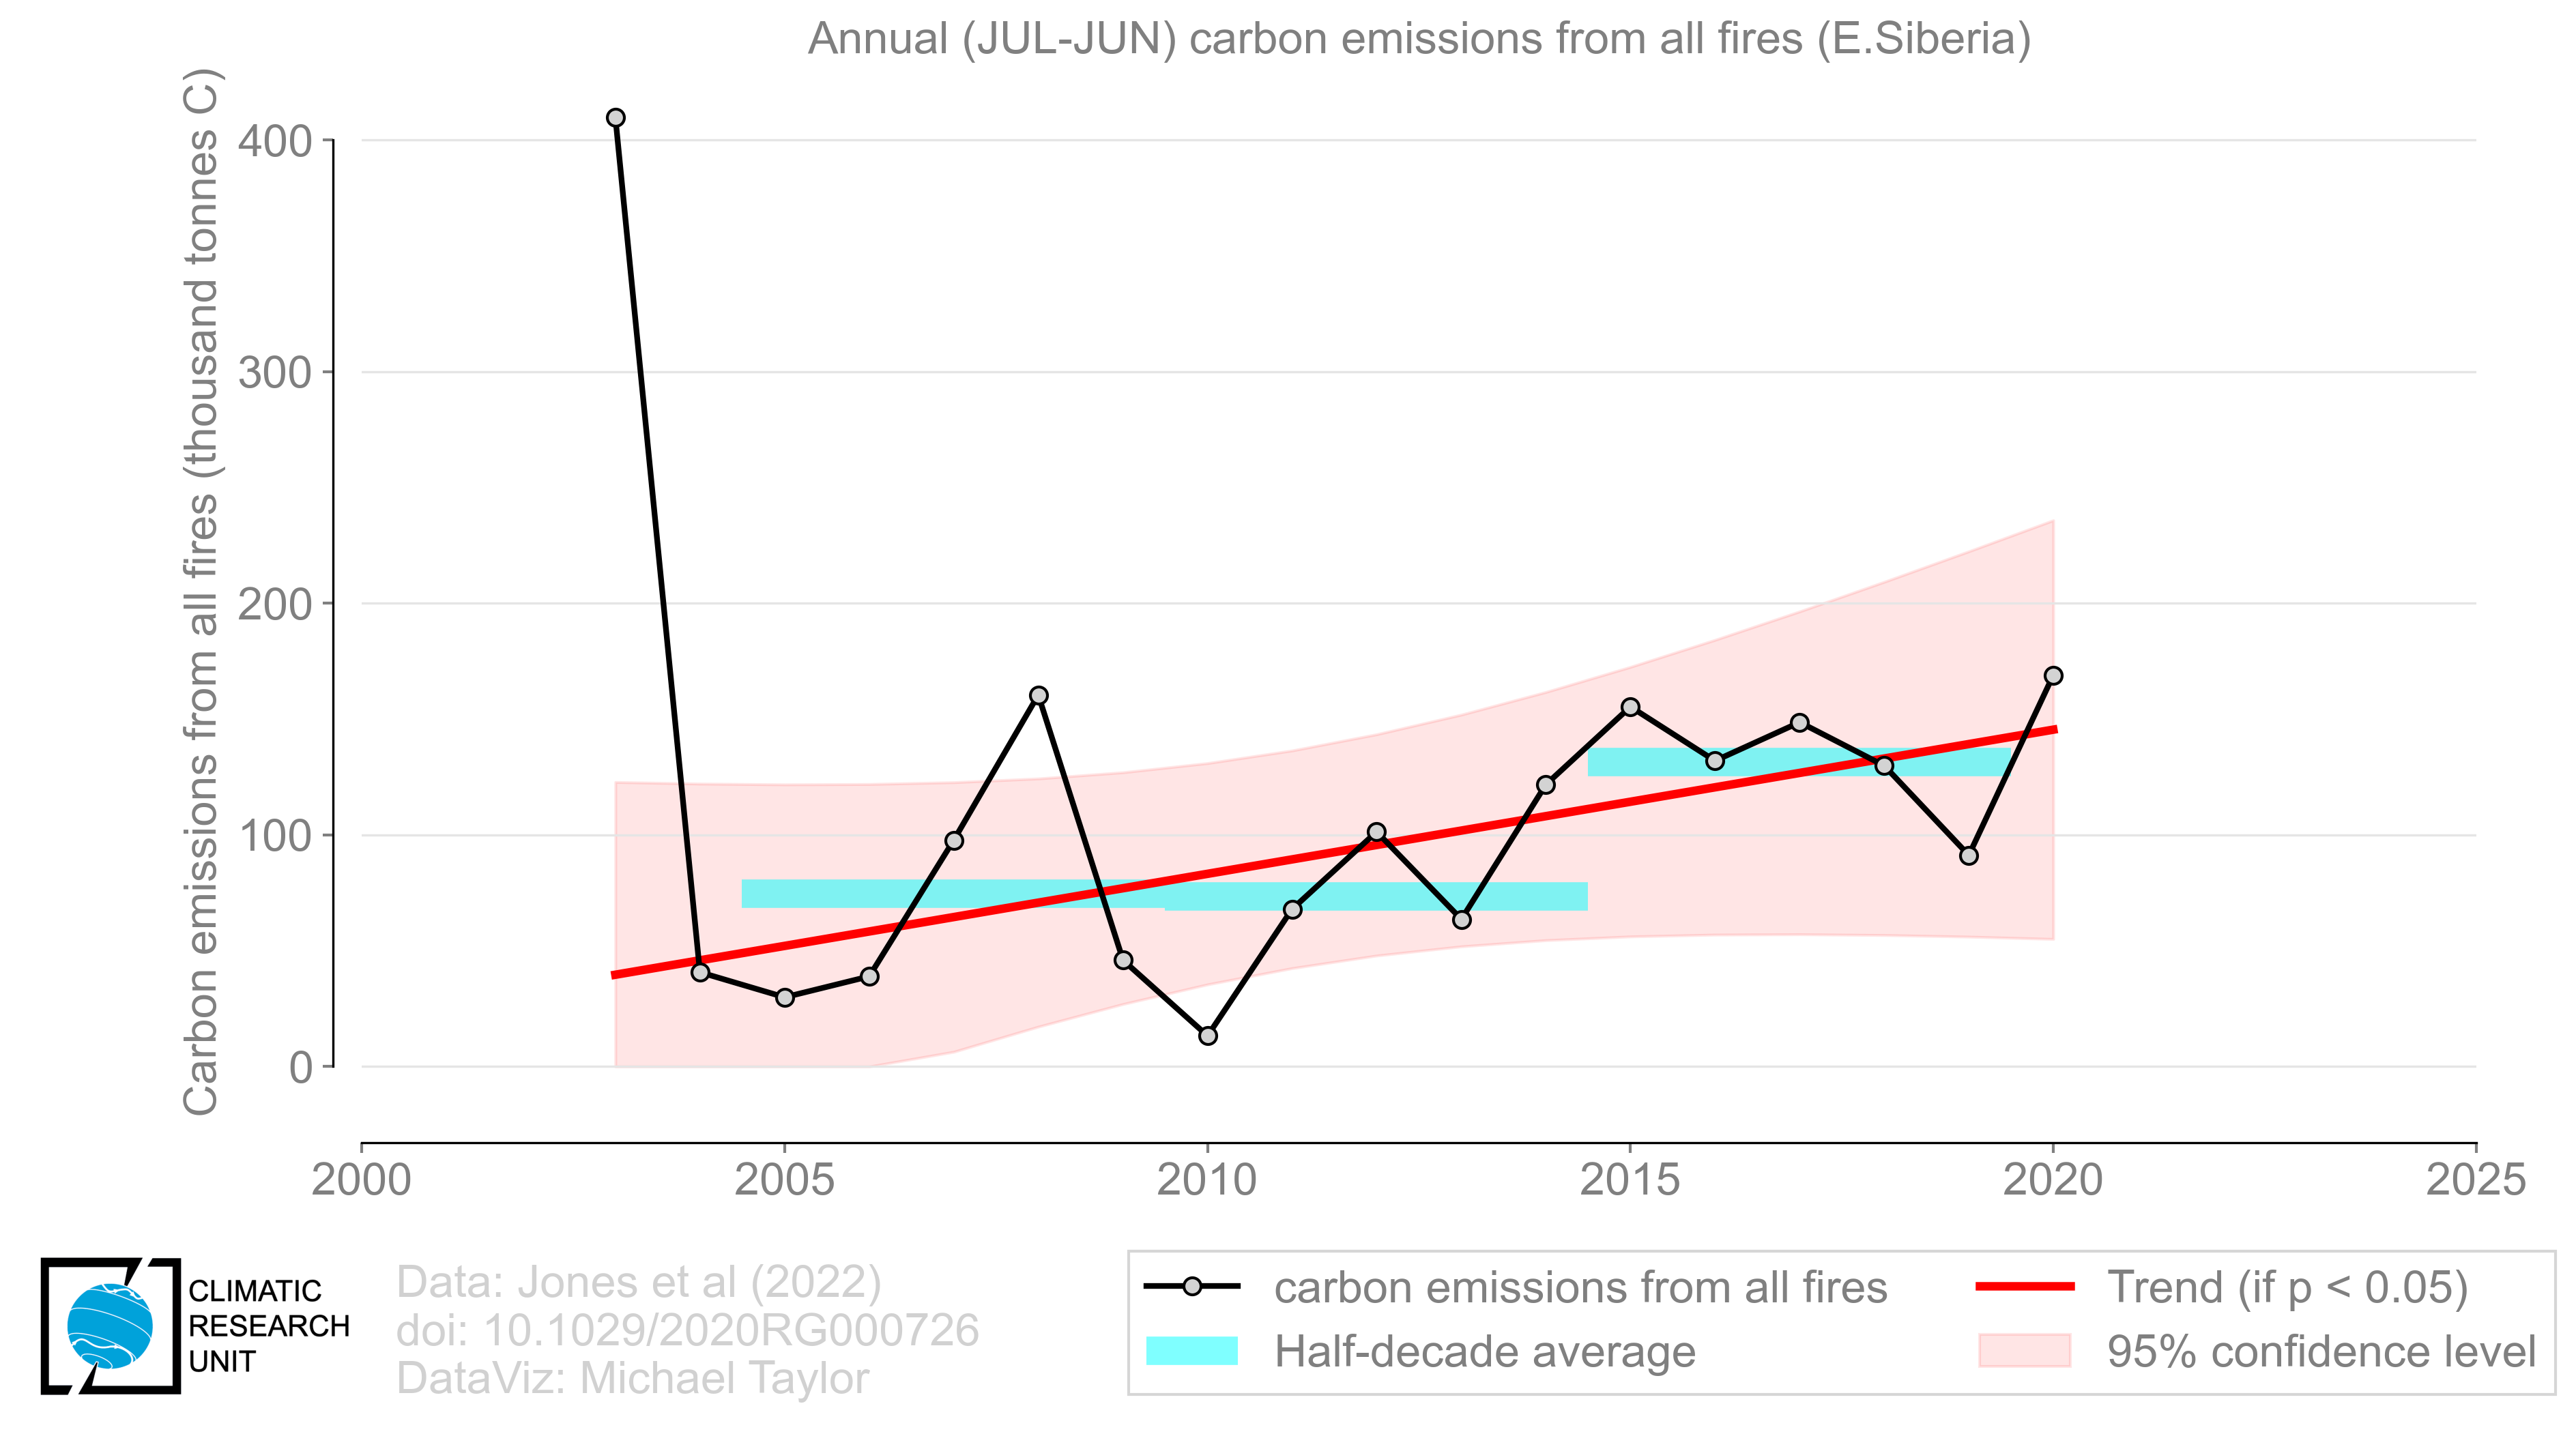 Annual (JUL-JUN) carbon emissions from all fires (E.Siberia)
Carbon emissions from all fires (thousand tonnes C)
400
300
200
100
0
2000
2005
2010
2015
2020
2025
CLIMATIC
RESEARCH
UNIT
Data: Jones et al (2022)
doi: 10.1029/2020RG000726
DataViz: Michael Taylor
carbon emissions from all fires
Half-decade average
Trend (if p < 0.05)
95% confidence level